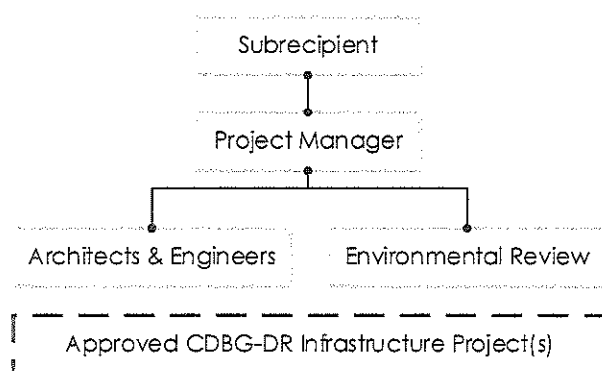 Subrecipient
Project Manager
Architects & Engineers
Environmental Review
Approved CDBG-DR Infrastructure Project(s)